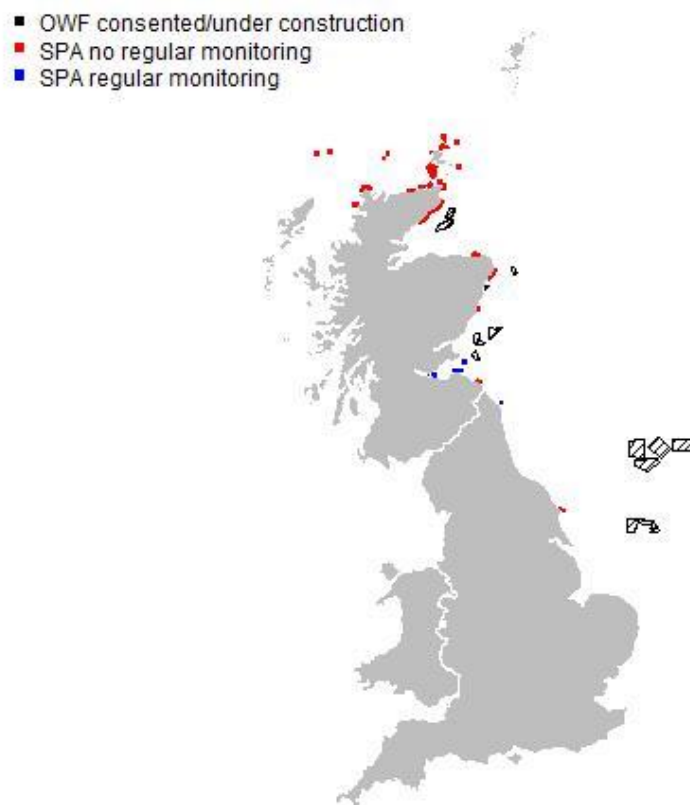 OWF consented/under construction
SPA no regular monitoring
SPA regular monitoring